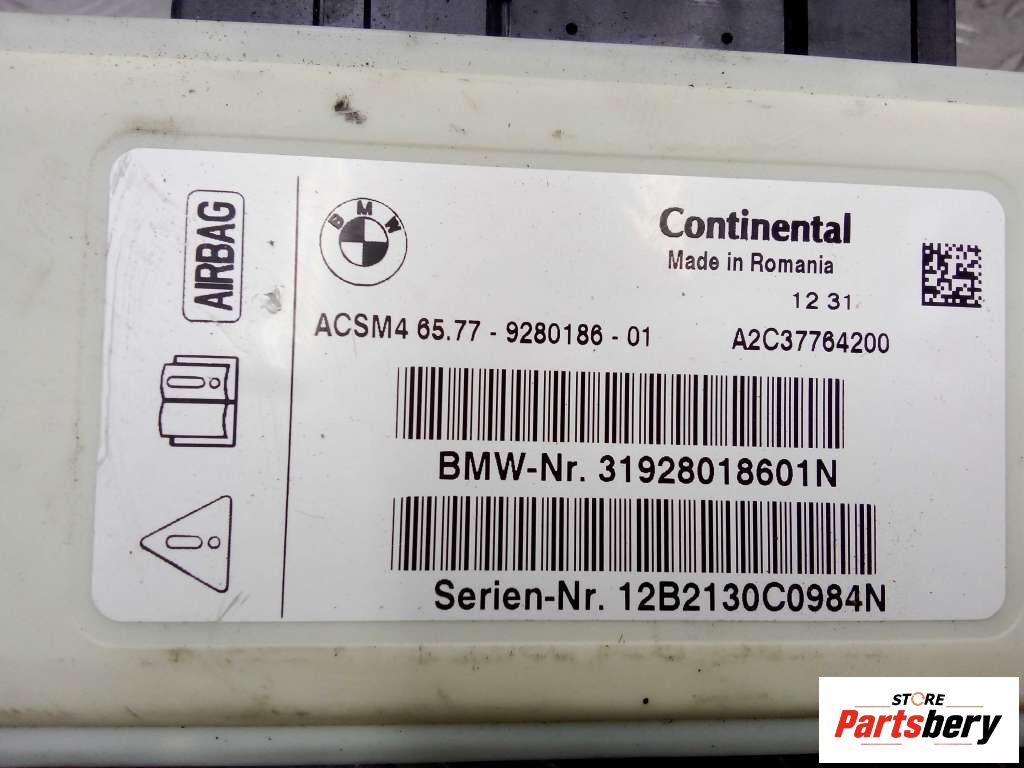 AIRBAG
BMW
Continental
Made in Romania
12 31
ACSM4 65.77 - 9280186 - 01
A2C37764200
BMW-Nr. 31928018601N
Serien-Nr. 12B2130C0984N
STORE
Partsbery